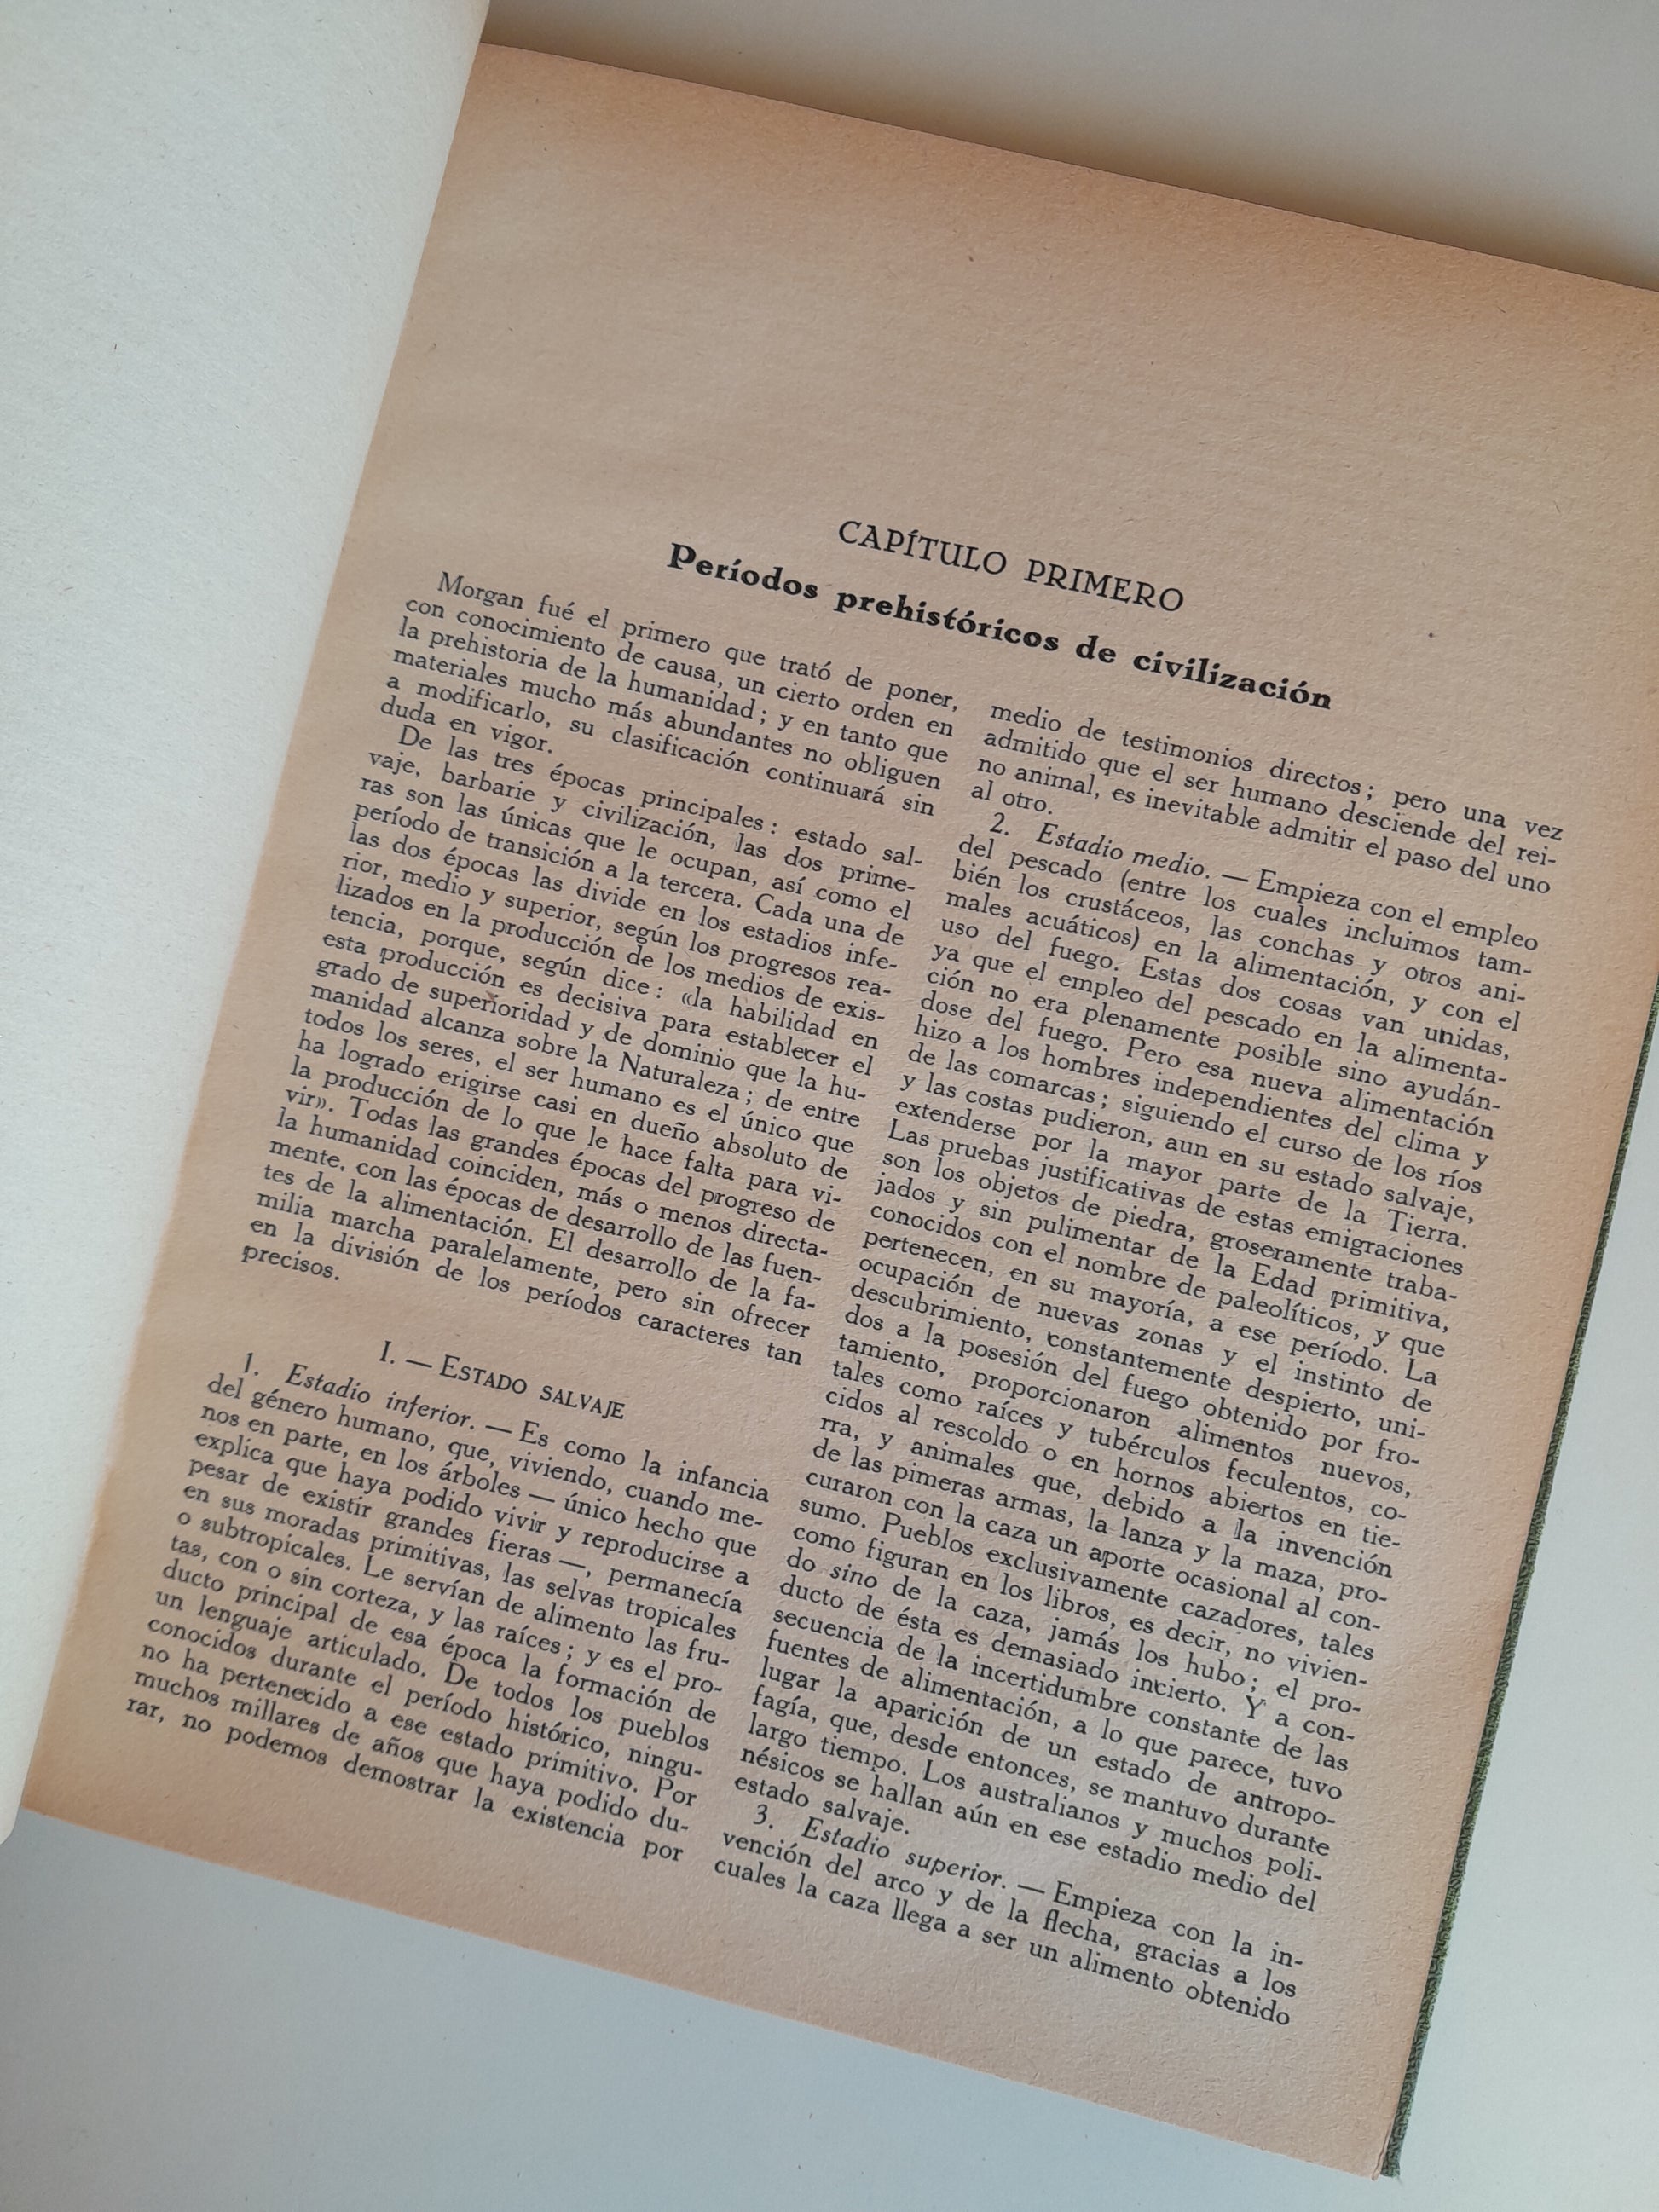 CAPÍTULO PRIMERO
Períodos prehistóricos de civilización
Morgan fué el primero que trató de poner,
con conocimiento de causa, un cierto orden en
la prehistoria de la humanidad; y en tanto que
materiales mucho más abundantes no obliguen
a modificarlo, su clasificación continuará sin
duda en vigor.
De las tres épocas principales: estado sal-
vaje, barbarie y civilización, las dos prime-
ras son las únicas que le ocupan, así como el
período de transición a la tercera. Cada una de
las dos épocas las divide en los estadios infe-
rior, medio y superior, según los progresos rea-
lizados en la producción de los medios de exis-
tencia, porque, según dice: «la habilidad en
esta producción es decisiva para establecer el
grado de superioridad y de dominio que la hu-
manidad alcanza sobre la Naturaleza; de entre
todos los seres, el ser humano es el único que
ha logrado erigirse casi en dueño absoluto de
la producción de lo que le hace falta para vi-
vir». Todas las grandes épocas del progreso de
la humanidad coinciden, más o menos directa-
mente, con las épocas de desarrollo de las fuen-
tes de la alimentación. El desarrollo de la fa-
milia marcha paralelamente, pero sin ofrecer
en la división de los períodos caracteres tan
precisos.
I. — ESTADO SALVAJE
1. Estadio inferior. — Es como la infancia
del género humano, que, viviendo, cuando me-
nos en parte, en los árboles — único hecho que
explica que haya podido vivir y reproducirse a
pesar de existir grandes fieras —, permanecía
en sus moradas primitivas, las selvas tropicales
o subtropicales. Le servían de alimento las fru-
tas, con o sin corteza, y las raíces; y es el pro-
ducto principal de esa época la formación de
un lenguaje articulado. De todos los pueblos
conocidos durante el período histórico, ningu-
no ha pertenecido a ese estado primitivo. Por
muchos millares de años que haya podido du-
rar, no podemos demostrar la existencia por
medio de testimonios directos; pero una vez
admitido que el ser humano desciende del rei-
no animal, es inevitable admitir el paso del uno
al otro.
2. Estadio medio. — Empieza con el empleo
del pescado (entre los cuales incluimos tam-
bién los crustáceos, las conchas y otros ani-
males acuáticos) en la alimentación, y con el
uso del fuego. Estas dos cosas van unidas,
ya que el empleo del pescado en la alimenta-
ción no era plenamente posible sino ayudán-
dose del fuego. Pero esa nueva alimentación
hizo a los hombres independientes del clima y
de las comarcas; siguiendo el curso de los ríos
y las costas pudieron, aun en su estado salvaje,
extenderse por la mayor parte de la Tierra.
Las pruebas justificativas de estas emigraciones
son los objetos de piedra, groseramente traba-
jados y sin pulimentar de la Edad primitiva,
conocidos con el nombre de paleolíticos, y que
pertenecen, en su mayoría, a ese período. La
ocupación de nuevas zonas y el instinto de
descubrimiento, constantemente despierto, uni-
dos a la posesión del fuego obtenido por fro-
tamiento, proporcionaron alimentos nuevos,
tales como raíces y tubérculos feculentos, co-
cidos al rescoldo o en hornos abiertos en tie-
rra, y animales que, debido a la invención
de las pimeras armas, la lanza y la maza, pro-
curaron con la caza un aporte ocasional al con-
sumo. Pueblos exclusivamente cazadores, tales
como figuran en los libros, es decir, no vivien-
do sino de la caza, jamás los hubo; el pro-
ducto de ésta es demasiado incierto. Y a con-
secuencia de la incertidumbre constante de las
fuentes de alimentación, a lo que parece, tuvo
lugar la aparición de un estado de antropo-
fagía, que, desde entonces, se mantuvo durante
largo tiempo. Los australianos y muchos poli-
nésicos se hallan aún en ese estadio medio del
estado salvaje.
3. Estadio superior. — Empieza con la in-
vención del arco y de la flecha, gracias a los
cuales la caza llega a ser un alimento obtenido